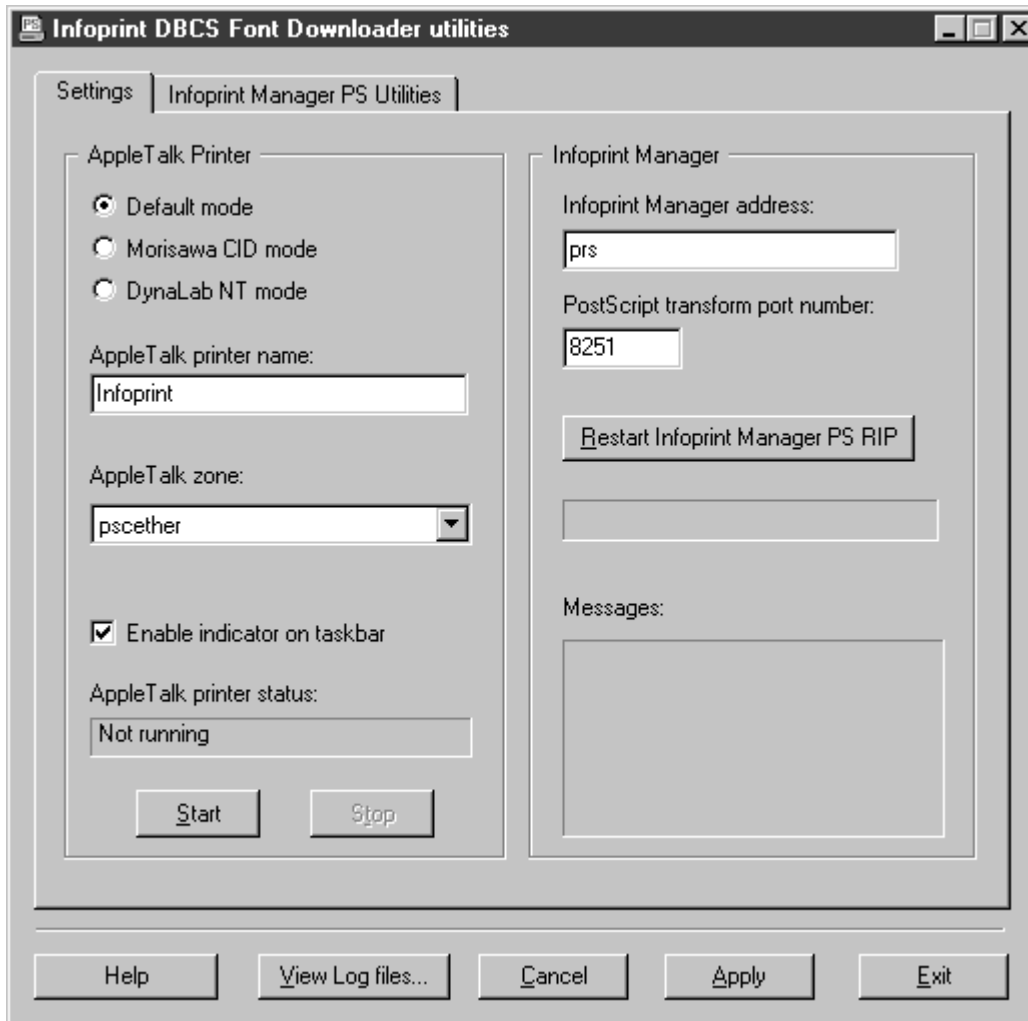 PS
Infoprint DBCS Font Downloader utilities
Settings
Infoprint Manager PS Utilities
AppleTalk Printer
Default mode
Morisawa CID mode
DynaLab NT mode
AppleTalk printer name:
Infoprint
AppleTalk zone:
pscether
Enable indicator on taskbar
AppleTalk printer status:
Not running
Start
Stop
Infoprint Manager
Infoprint Manager address:
prs
PostScript transform port number:
8251
Restart Infoprint Manager PS RIP
Messages:
Help
View Log files...
Cancel
Apply
Exit